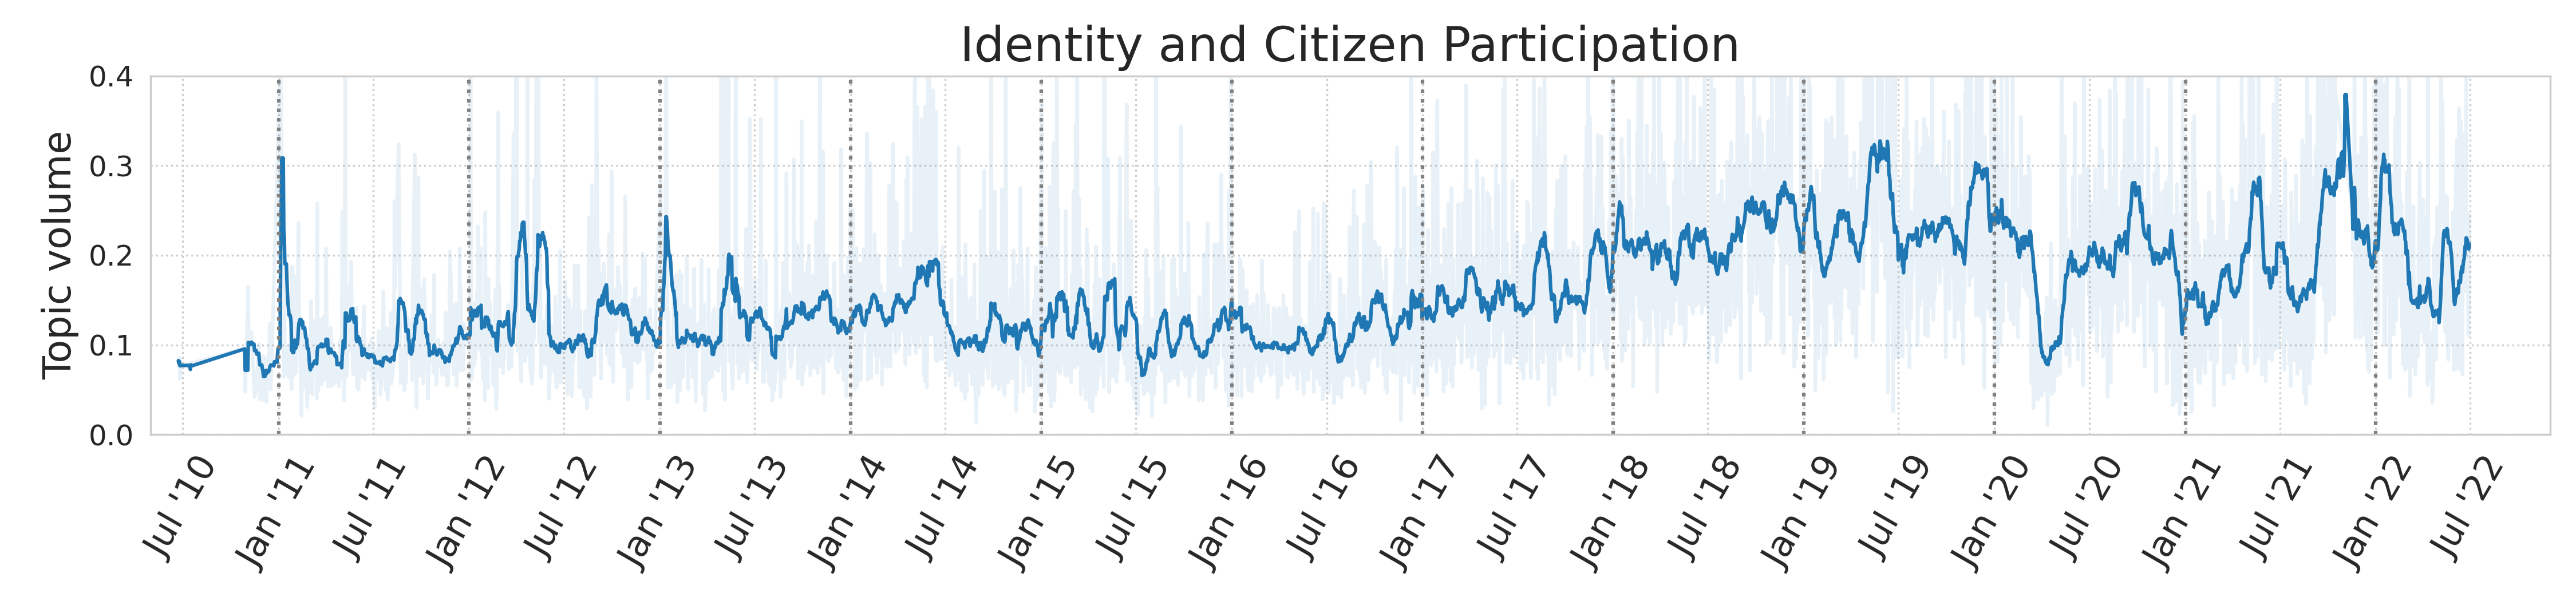 Identity and Citizen Participation
Topic volume
0.4
0.3
0.2
0.1
0.0
Jul '10
Jan '11
Jul '11
Jan '12
Jul '12
Jan '13
Jul '13
Jan '14
Jul '14
Jan '15
Jul '15
Jan '16
Jul '16
Jan '17
Jul '17
Jan '18
Jul '18
Jan '19
Jul '19
Jan '20
Jul '20
Jan '21
Jul '21
Jan '22
Jul '22